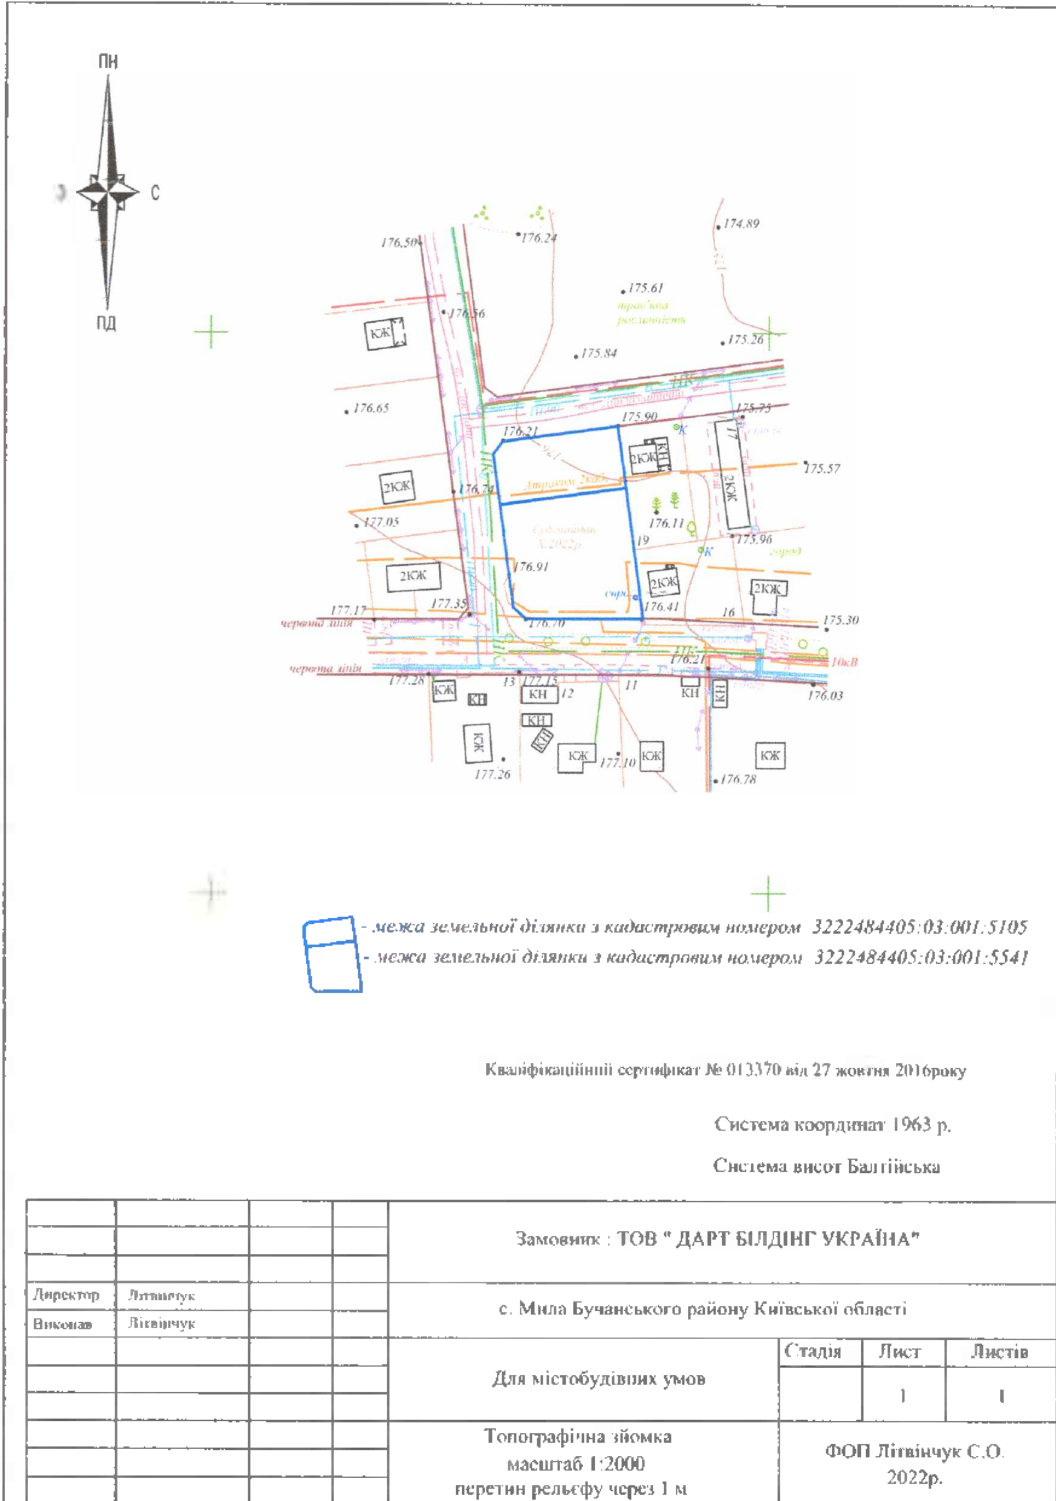 ПН
С
ПД
176.50
176.24
174.89
175.61
трав'яна
рослинність
176.56
КЖ
175.84
175.26
176.65
175.90
175.75
176.21
К
17
2КЖ
КН
2КЖ
175.57
2КЖ
176.74
177.05
176.11
19
175.96
город
К
176.91
2КЖ
2КЖ
2КЖ
176.41
16
177.17
177.35
176.70
175.30
червона лінія
червона лінія
176.21
10кВ
177.28
13
177.15
12
11
176.03
КЖ
КН
КН
КН
КН
КН
КН
КЖ
КЖ
КЖ
КЖ
177.26
177.10
176.78
- межа земельної ділянки з кадастровим номером 3222484405:03:001:5105
- межа земельної ділянки з кадастровим номером 3222484405:03:001:5541
Кваліфікаційний сертифікат № 013370 від 27 жовтня 2016року
Система координат 1963 р.
Система висот Балтійська
Замовник : ТОВ " ДАРТ БІЛДІНГ УКРАЇНА"
Директор Літвінчук
Виконав Літвінчук
с. Мила Бучанського району Київської області
Для містобудівних умов
Стадія Лист Листів
1 1
Топографічна зйомка
масштаб 1:2000
перетин рельєфу через 1 м
ФОП Літвінчук С.О.
2022р.